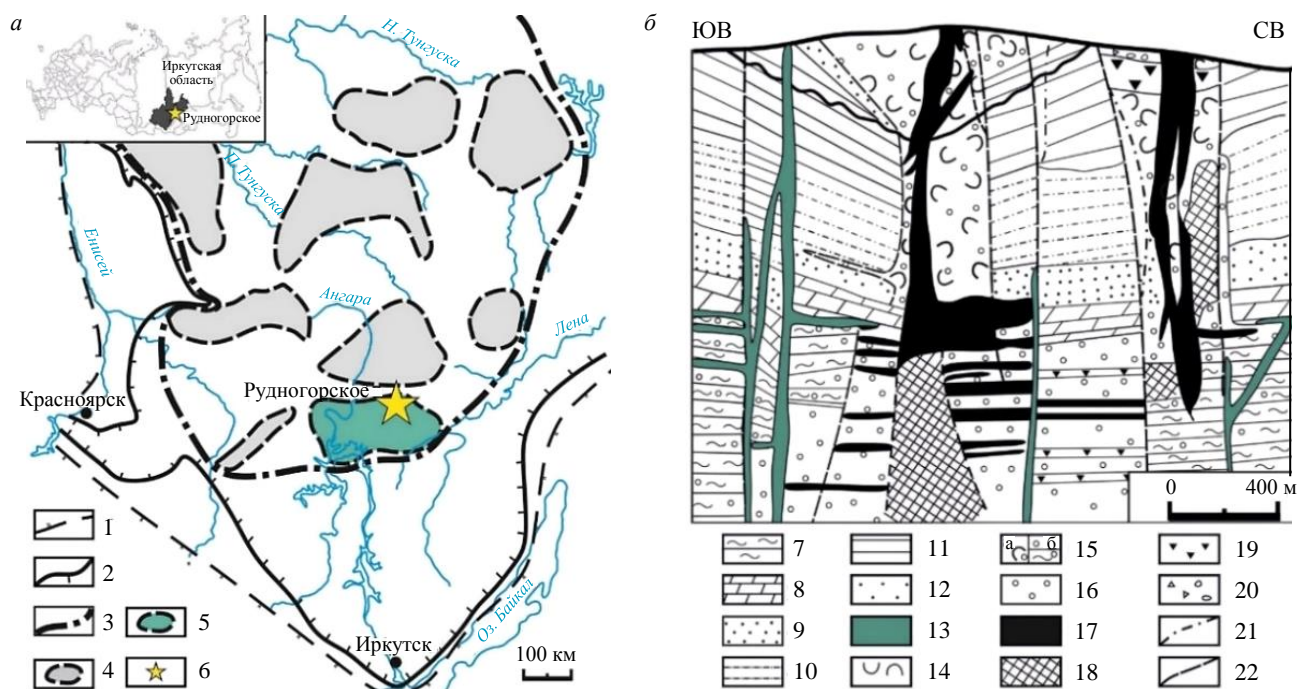 а
Иркутская
область
Рудногорское
Н. Тунгуска
П. Тунгуска
Енисей
Ангара
Лена
Рудногорское
Красноярск
Иркутск
Оз. Байкал
100 км
1
2
3
4
5
6
б
ЮВ
СВ
0 400 м
7
8
9
10
11
12
13
14
а б 15
16
17
18
19
20
21
22